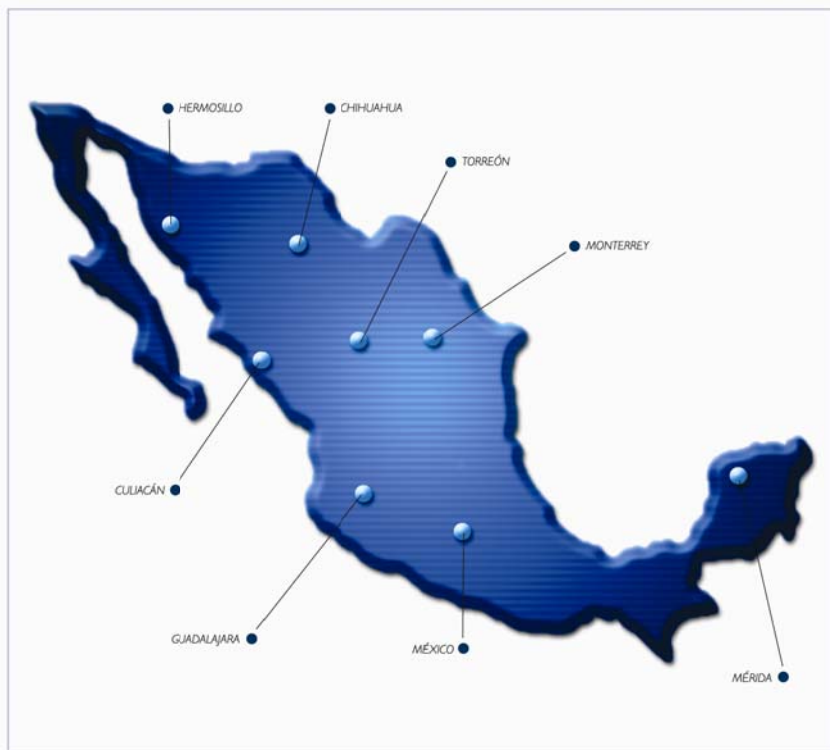 HERMOSILLO
CHIHUAHUA
TORREÓN
MONTERREY
CULIACÁN
GUADALAJARA
MÉXICO
MÉRIDA